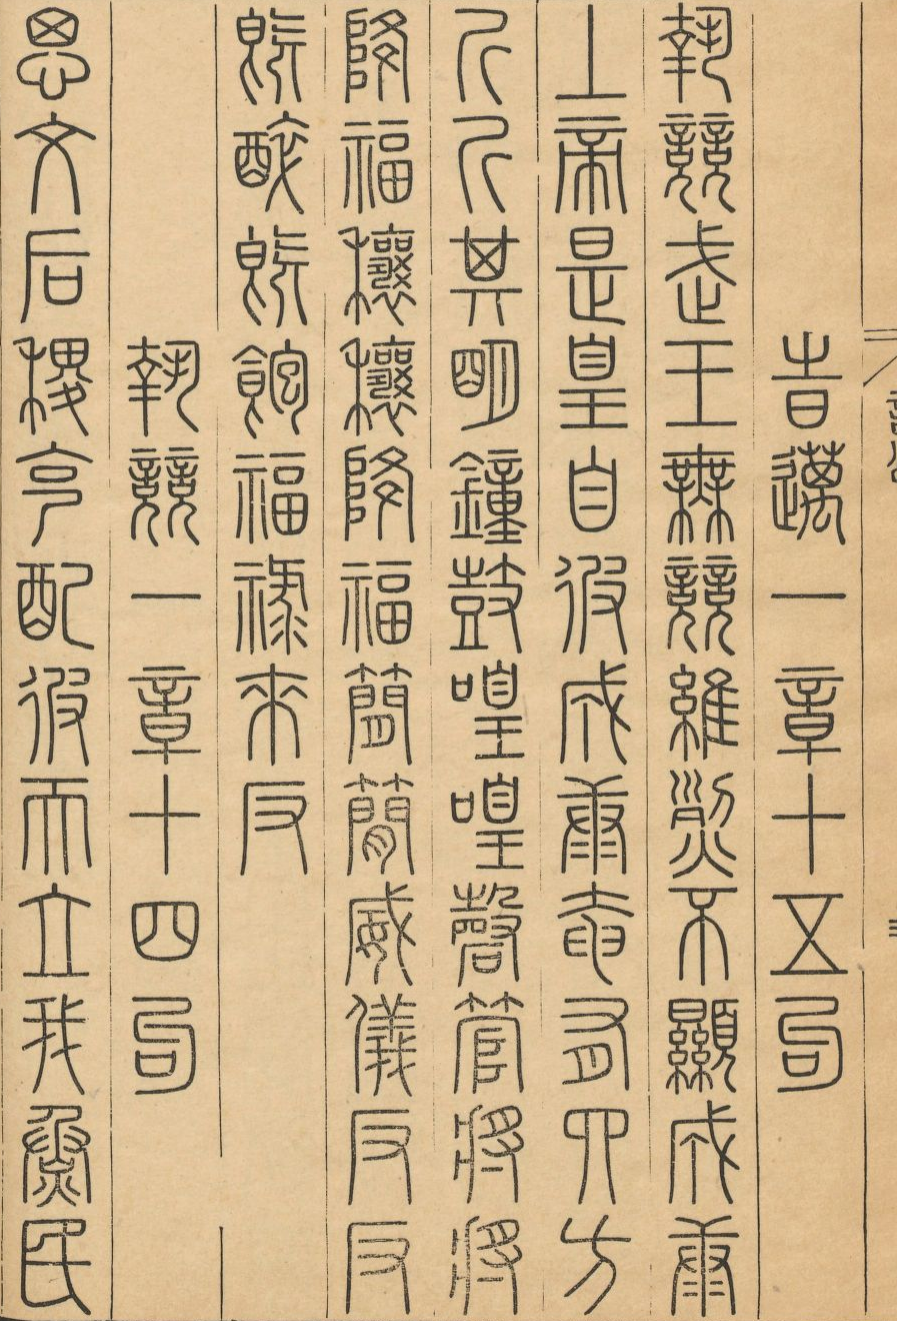 旹邁一章十五句
執競武王無競維烈不顯成康
上帝是皇自彼成康奄有四方
斤斤其明鐘鼓喤喤磬管將將
降福穰穰降福簡簡威儀反反
既醉既飽福祿來反
執競一章十四句
思文后稷克配彼天立我烝民